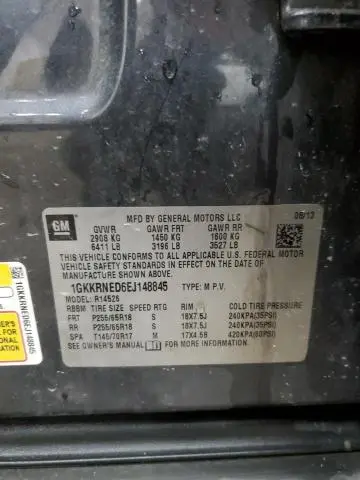 GM
MFD BY GENERAL MOTORS LLC 08/13
GVWR GAWR FRT GAWR RR
2908 KG 1450 KG 1600 KG
6411 LB 3196 LB 3527 LB
THIS VEHICLE CONFORMS TO ALL APPLICABLE U.S. FEDERAL MOTOR
VEHICLE SAFETY STANDARDS IN EFFECT ON THE DATE OF
MANUFACTURE SHOWN ABOVE.
1GKKRNED6EJ148845 TYPE: M.P.V.
MODEL: R14526
TIRE SIZE SPEED RTG RIM COLD TIRE PRESSURE
FRT P255/65R18 S 18X7.5J 240KPA(35PSI)
RR P255/65R18 S 18X7.5J 240KPA(35PSI)
SPA T145/70R17 M 17X4.5B 420KPA(60PSI)
SEE OWNER'S MANUAL FOR MORE INFORMATION
1GKKRNED6EJ148845